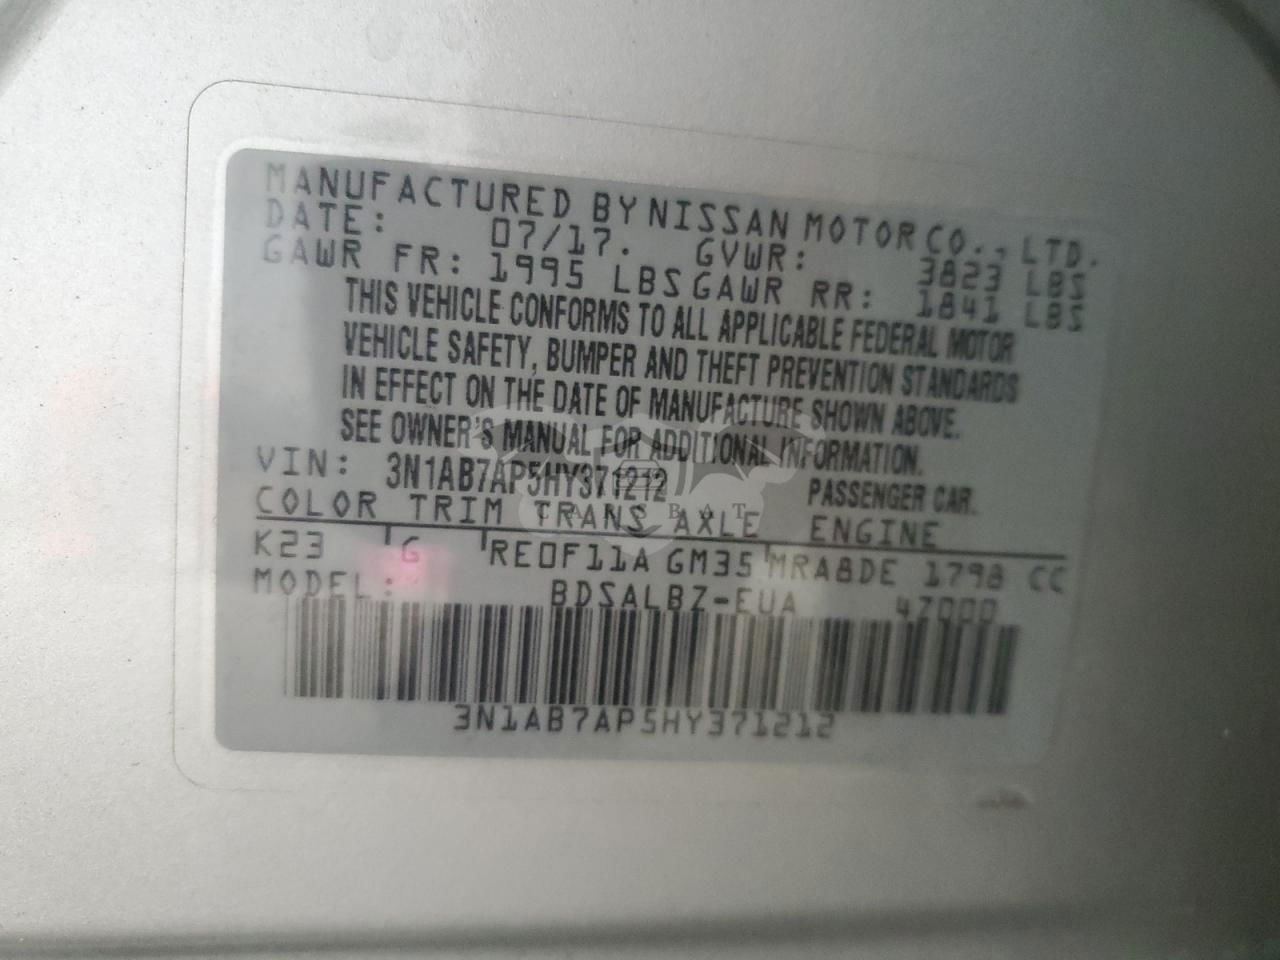 MANUFACTURED BY NISSAN MOTOR CO., LTD.
DATE: 07/17. GVWR: 3823 LBS
GAWR FR: 1995 LBS GAWR RR: 1841 LBS
THIS VEHICLE CONFORMS TO ALL APPLICABLE FEDERAL MOTOR
VEHICLE SAFETY, BUMPER AND THEFT PREVENTION STANDARDS
IN EFFECT ON THE DATE OF MANUFACTURE SHOWN ABOVE.
SEE OWNER'S MANUAL FOR ADDITIONAL INFORMATION.
VIN: 3N1AB7AP5HY371212 PASSENGER CAR.
CARSBAT
COLOR TRIM TRANS AXLE ENGINE
K23 G RE0F11A GM35 MRA8DE 1798 CC
MODEL: BDSALBZ-EUA 47000
3N1AB7AP5HY371212